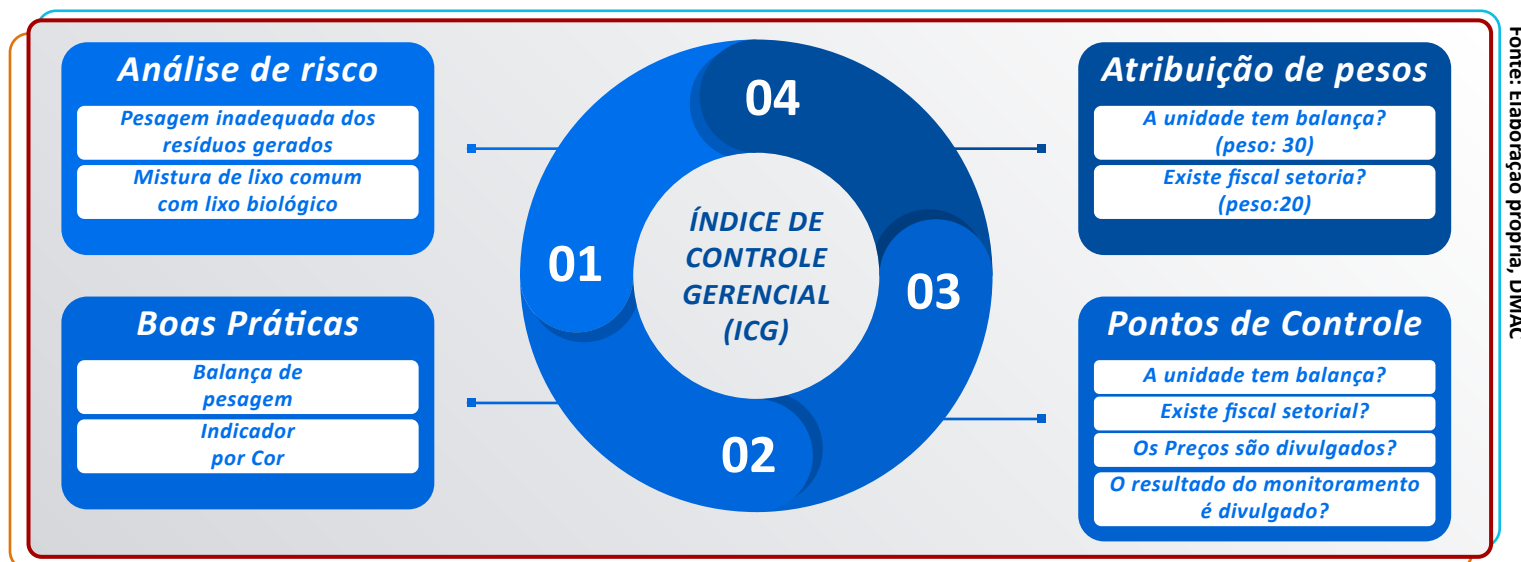 Análise de risco
Pesagem inadequada dos
resíduos gerados
Mistura de lixo comum
com lixo biológico
Boas Práticas
Balança de
pesagem
Indicador
por Cor
01
02
03
04
ÍNDICE DE
CONTROLE
GERENCIAL
(ICG)
Atribuição de pesos
A unidade tem balança?
(peso: 30)
Existe fiscal setoria?
(peso:20)
Pontos de Controle
A unidade tem balança?
Existe fiscal setorial?
Os Preços são divulgados?
O resultado do monitoramento
é divulgado?
Fonte: Elaboração própria, DMAC